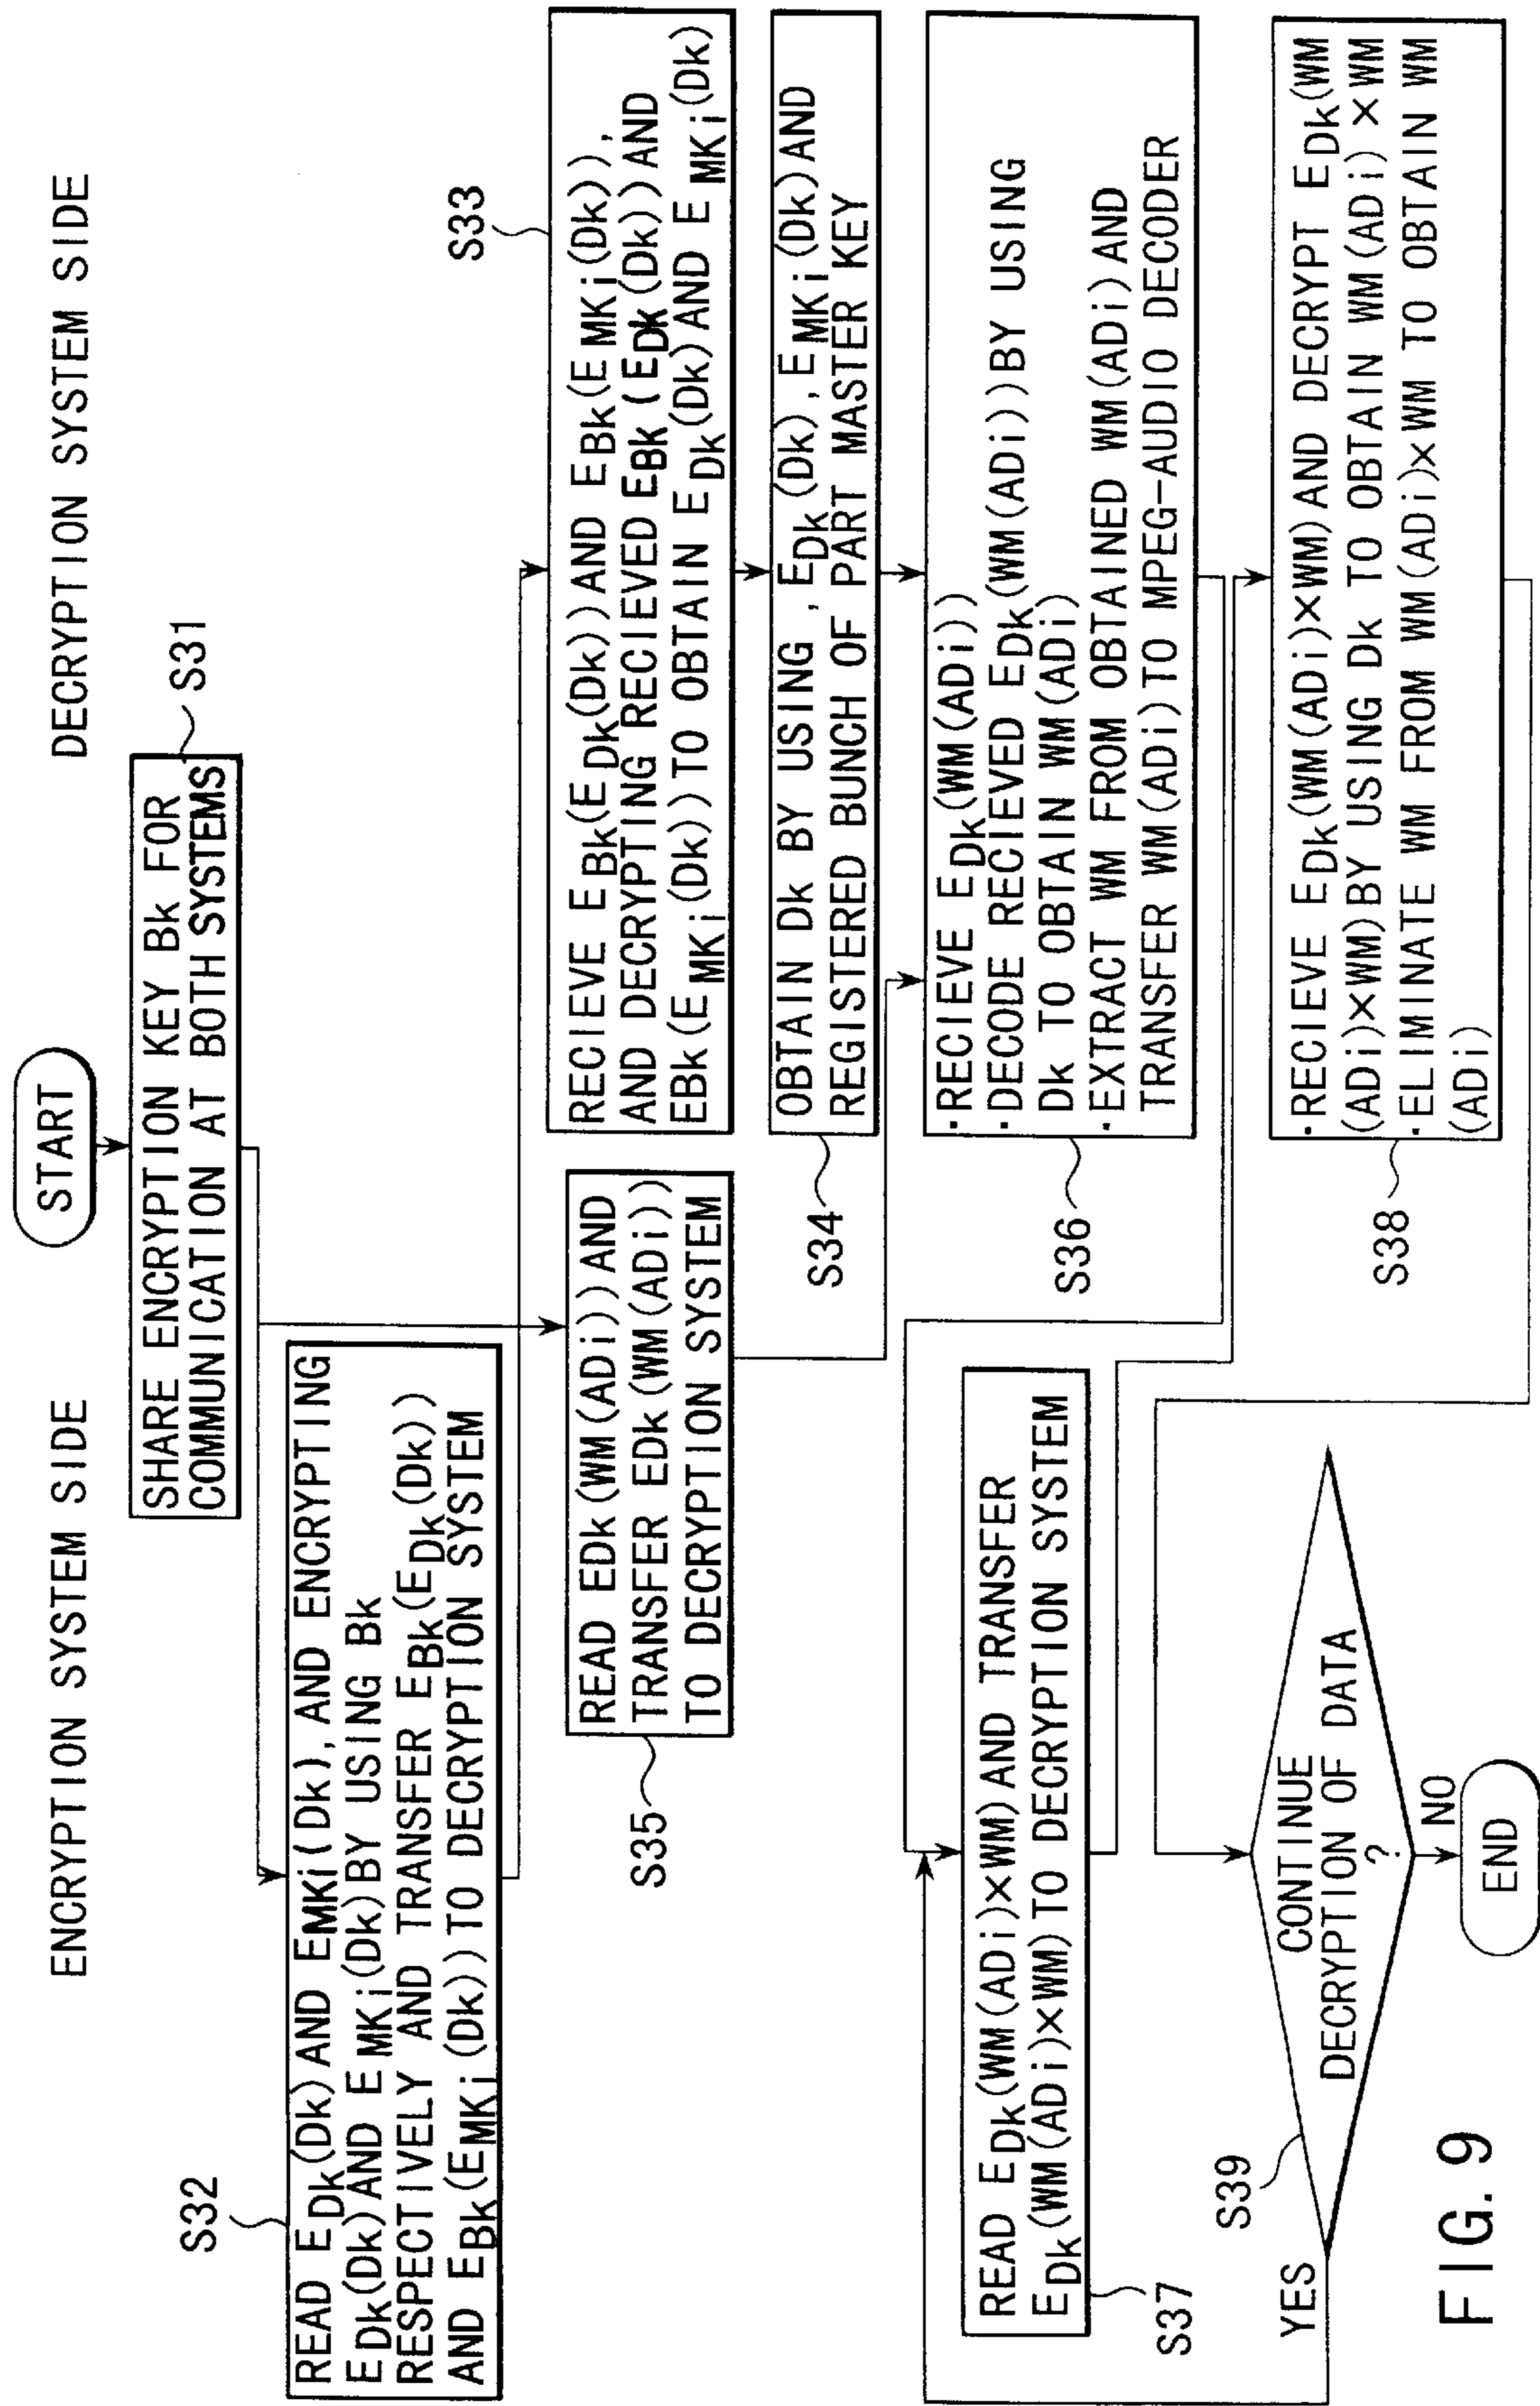 ENCRYPTION SYSTEM SIDE
DECRYPTION SYSTEM SIDE
START
SHARE ENCRYPTION KEY Bk FOR
COMMUNICATION AT BOTH SYSTEMS
S31
S32
READ EDk(Dk) AND EMKi(Dk), AND ENCRYPTING
EDk(Dk) AND EMKi(Dk) BY USING Bk
RESPECTIVELY AND TRANSFER EBk(EDk(Dk))
AND EBk(EMKi(Dk)) TO DECRYPTION SYSTEM
S33
RECIEVE EBk(EDk(Dk)) AND EBk(EMKi(Dk)),
AND DECRYPTING RECIEVED EBk(EDK(Dk)) AND
EBk(EMKi(Dk)) TO OBTAIN EDk(Dk) AND EMKi(Dk)
READ EDk(WM(ADi)) AND
TRANSFER EDk(WM(ADi))
TO DECRYPTION SYSTEM
S35
OBTAIN Dk BY USING, EDk(Dk), EMKi(Dk) AND
REGISTERED BUNCH OF PART MASTER KEY
S34
·RECIEVE EDk(WM(ADi))
·DECODE RECIEVED EDk(WM(ADi)) BY USING
Dk TO OBTAIN WM(ADi)
·EXTRACT WM FROM OBTAINED WM(ADi) AND
TRANSFER WM(ADi) TO MPEG-AUDIO DECODER
S36
READ EDk(WM(ADi)×WM) AND TRANSFER
EDk(WM(ADi)×WM) TO DECRYPTION SYSTEM
S37
·RECIEVE EDk(WM(ADi)×WM) AND DECRYPT EDk(WM
(ADi)×WM) BY USING Dk TO OBTAIN WM(ADi)×WM
·ELIMINATE WM FROM WM(ADi)×WM TO OBTAIN WM
(ADi)
S38
S39
CONTINUE
DECRYPTION OF DATA
?
YES
NO
END
FIG. 9